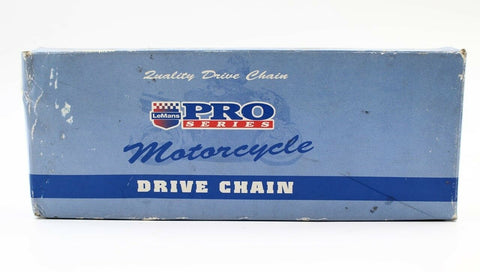 Quality Drive Chain
LeMans
PRO
SERIES
Motorcycle
DRIVE CHAIN